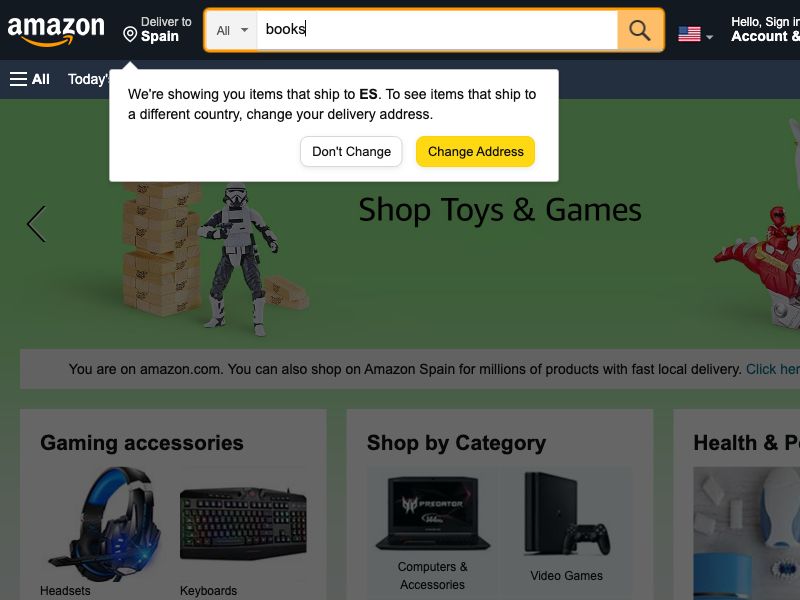 amazon
Deliver to
Spain
All
books
Hello, Sign in
Account &
All
Today's
We're showing you items that ship to ES. To see items that ship to
a different country, change your delivery address.
Don't Change
Change Address
Shop Toys & Games
You are on amazon.com. You can also shop on Amazon Spain for millions of products with fast local delivery. Click her
Gaming accessories
Shop by Category
Health & P
PREDATOR
Headsets
Keyboards
Computers &
Accessories
Video Games